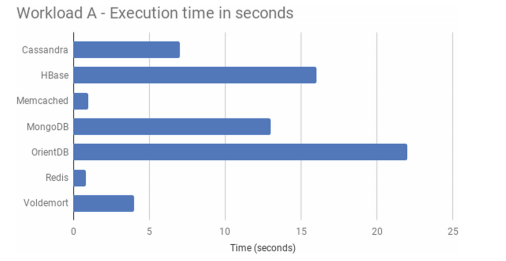 Workload A - Execution time in seconds
Cassandra
HBase
Memcached
MongoDB
OrientDB
Redis
Voldemort
0 5 10 15 20 25
Time (seconds)